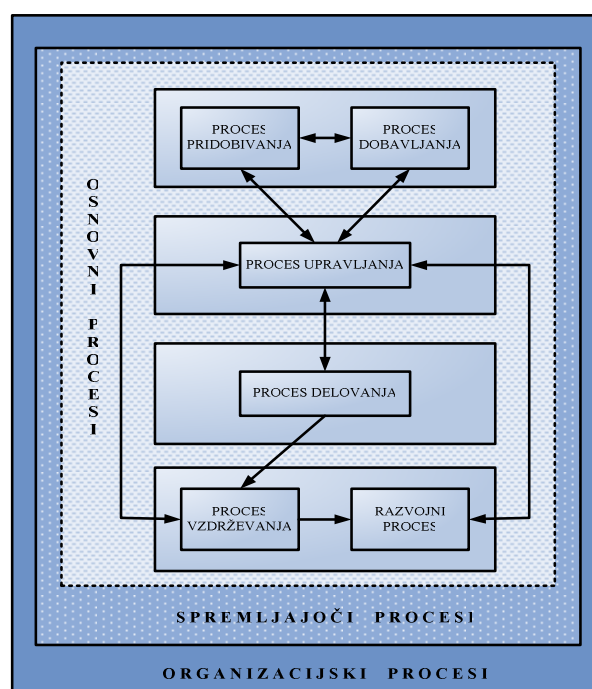 PROCES
PRIDOBIVANJA
PROCES
DOBAVLJANJA
OSNOVNI PROCESI
PROCES UPRAVLJANJA
PROCES DELOVANJA
PROCES
VZDRŽEVANJA
RAZVOJNI
PROCES
SPREMLJAJOČI PROCESI
ORGANIZACIJSKI PROCESI